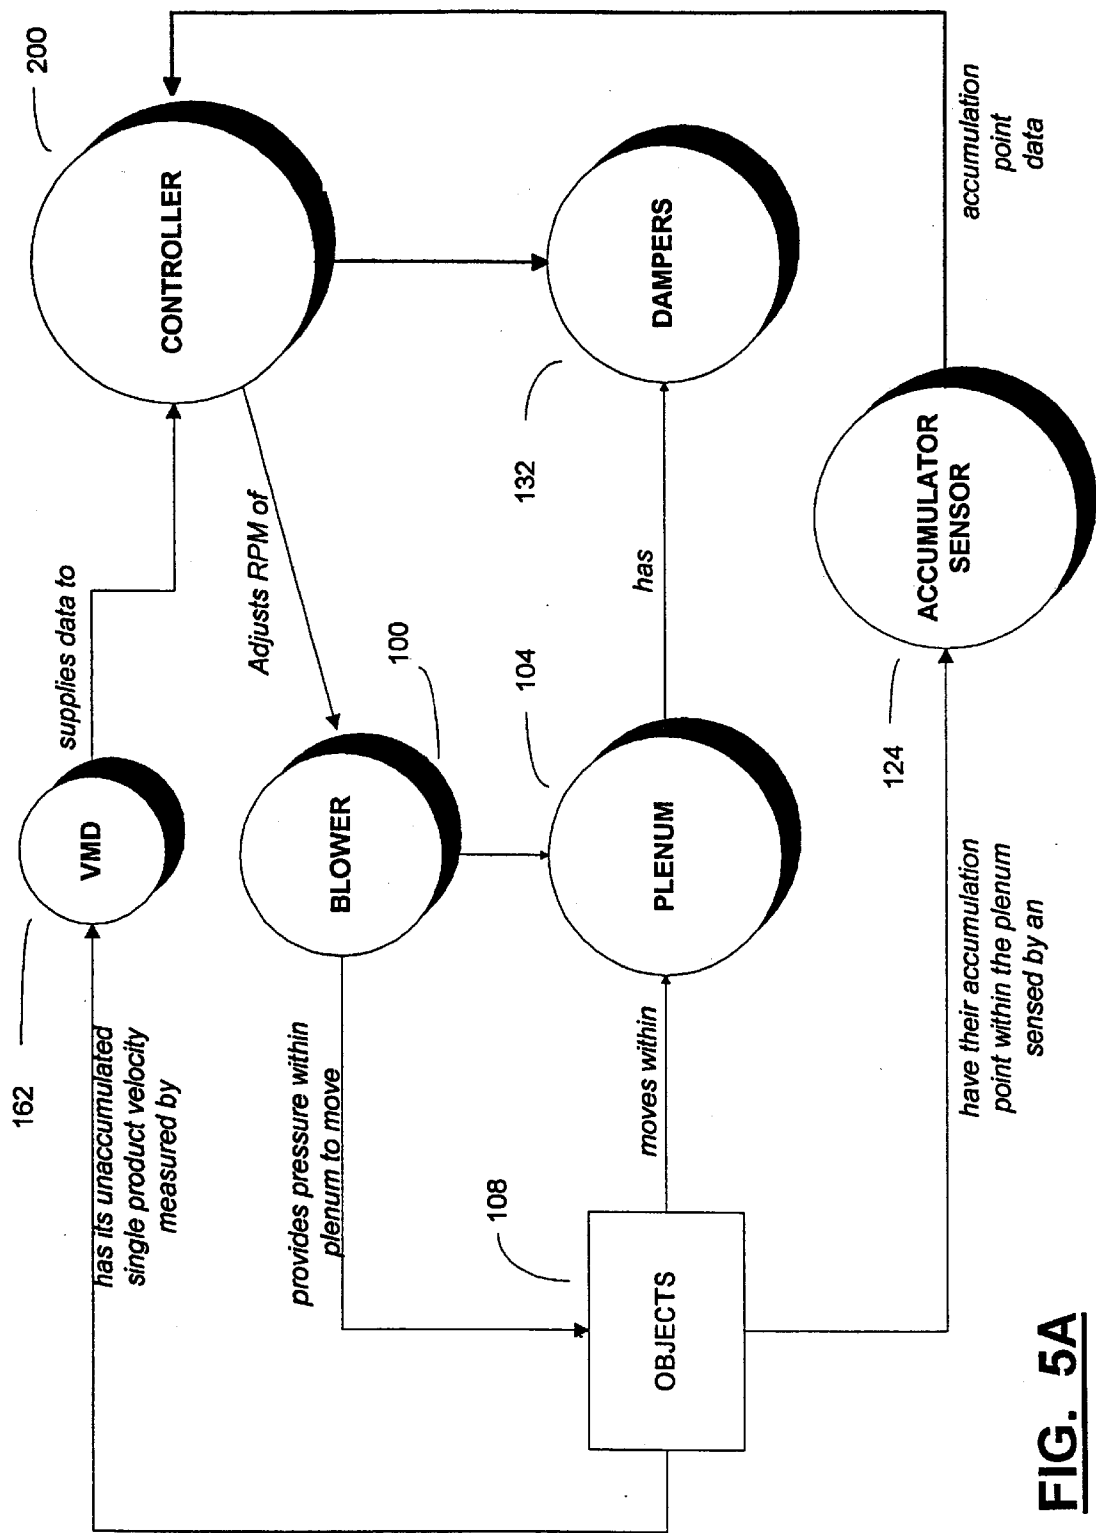 162
VMD
has its unaccumulated
single product velocity
measured by
supplies data to
200
CONTROLLER
Adjusts RPM of
100
BLOWER
provides pressure within
plenum to move
108
OBJECTS
moves within
104
PLENUM
has
132
DAMPERS
124
ACCUMULATOR
SENSOR
have their accumulation
point within the plenum
sensed by an
accumulation
point
data
FIG. 5A